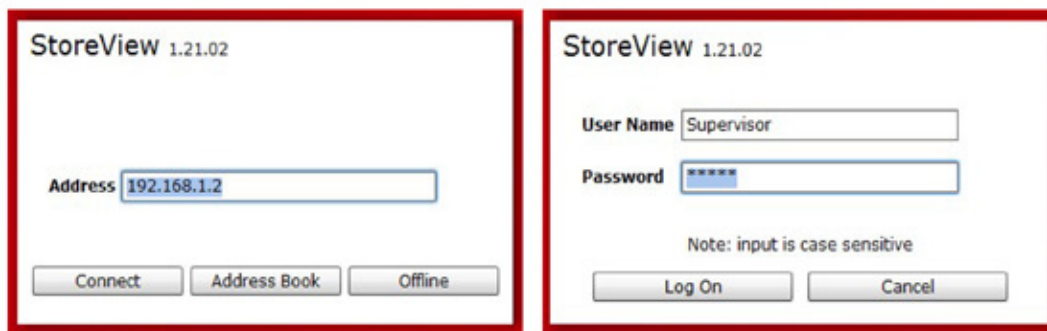 StoreView 1.21.02
Address 192.168.1.2
Connect Address Book Offline
StoreView 1.21.02
User Name Supervisor
Password *****
Note: input is case sensitive
Log On Cancel